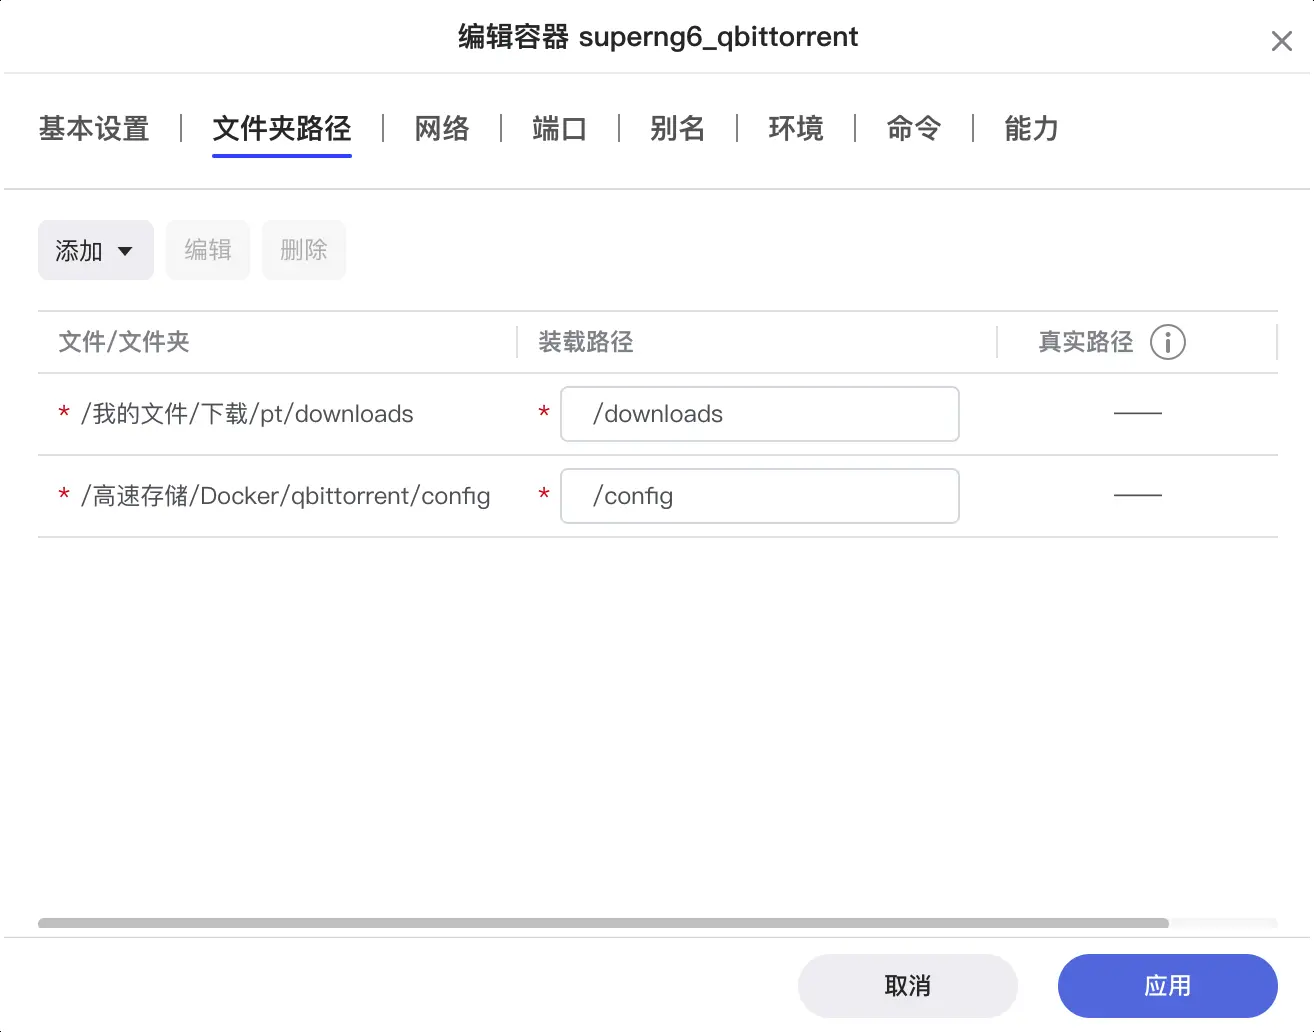 编辑容器 superng6_qbittorrent
基本设置 文件夹路径 网络 端口 别名 环境 命令 能力
添加 编辑 删除
文件/文件夹 装载路径 真实路径
* /我的文件/下载/pt/downloads * /downloads
* /高速存储/Docker/qbittorrent/config * /config
取消 应用